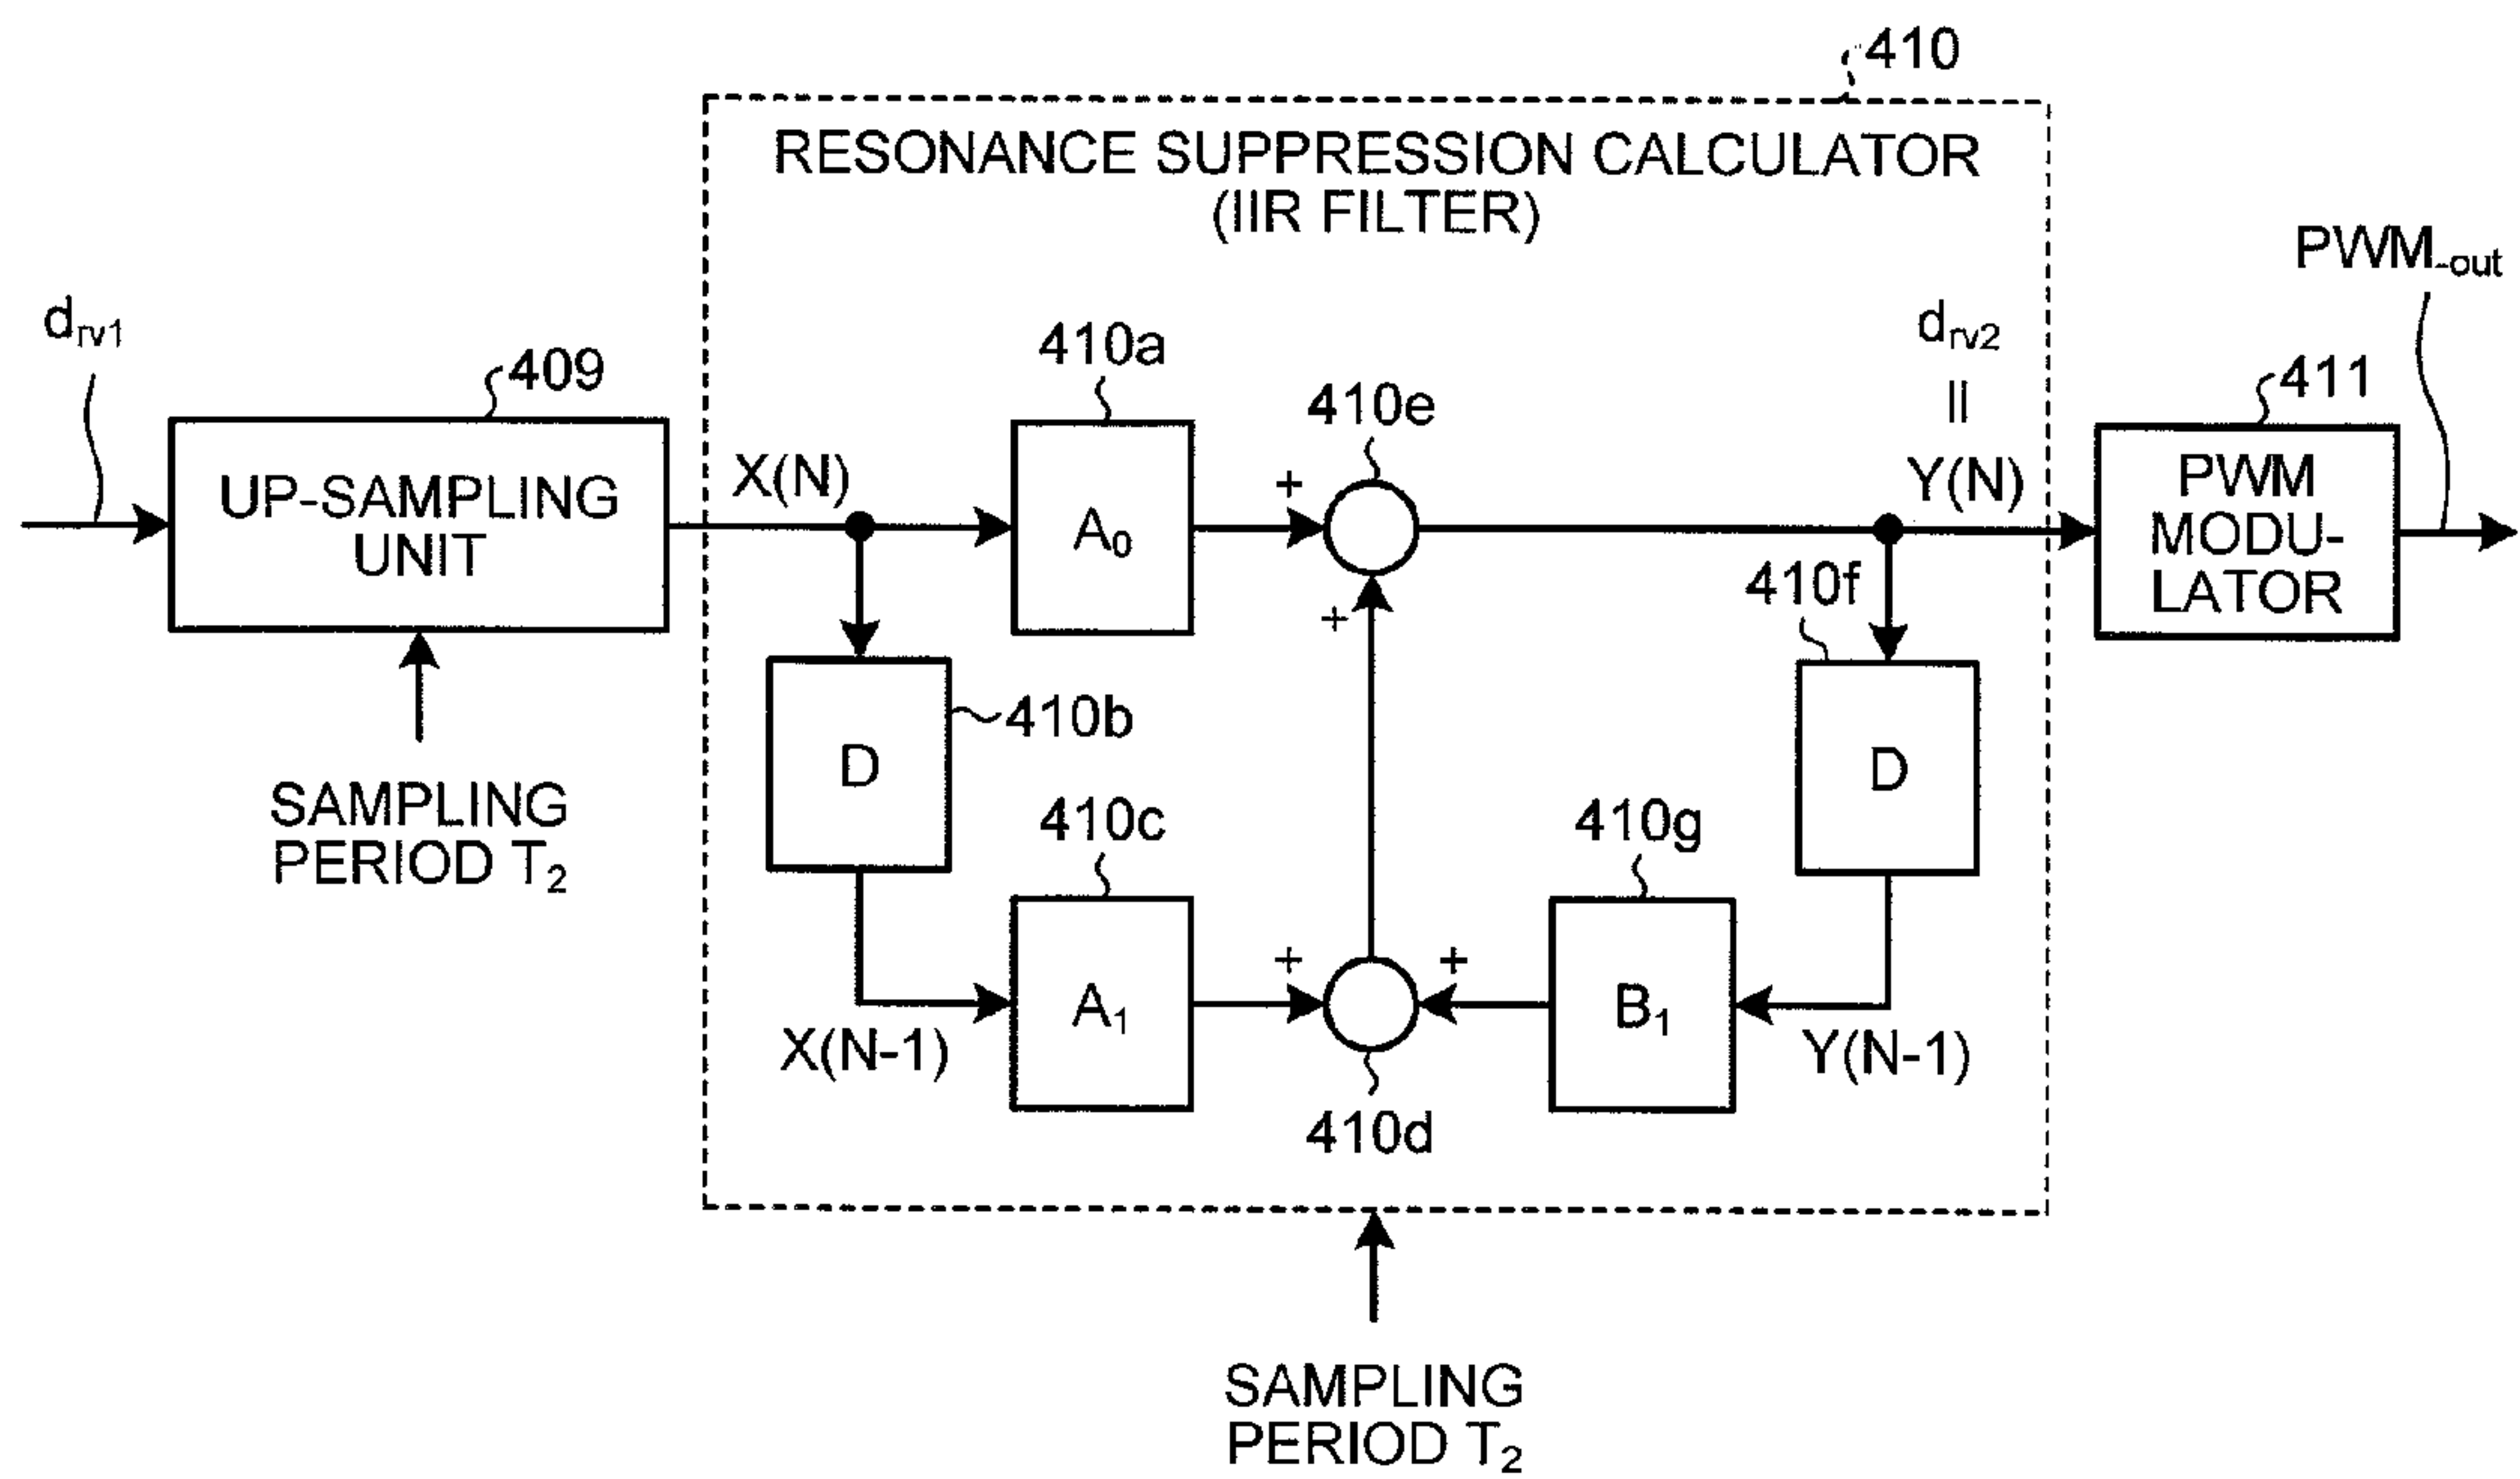 410
RESONANCE SUPPRESSION CALCULATOR
(IIR FILTER)
PWM-out
drv1
409
410a
410e
drv2
=
411
UP-SAMPLING
UNIT
X(N)
+
A0
Y(N)
PWM
MODU-
LATOR
+
410f
SAMPLING
PERIOD T2
D
410b
D
410c
410g
X(N-1)
A1
+
+
B1
Y(N-1)
410d
SAMPLING
PERIOD T2